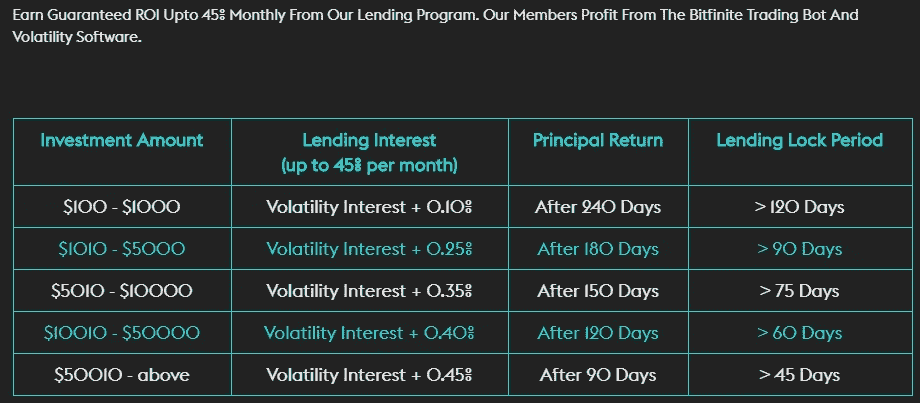 Earn Guaranteed ROI Upto 45% Monthly From Our Lending Program. Our Members Profit From The Bitfinite Trading Bot And
Volatility Software.
Investment Amount | Lending Interest (up to 45% per month) | Principal Return | Lending Lock Period
$100 - $1000 | Volatility Interest + 0.10% | After 240 Days | > 120 Days
$1010 - $5000 | Volatility Interest + 0.25% | After 180 Days | > 90 Days
$5010 - $10000 | Volatility Interest + 0.35% | After 150 Days | > 75 Days
$10010 - $50000 | Volatility Interest + 0.40% | After 120 Days | > 60 Days
$50010 - above | Volatility Interest + 0.45% | After 90 Days | > 45 Days